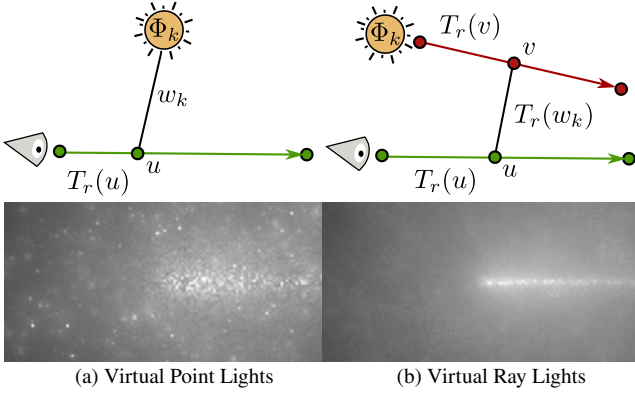 Φ_k
w_k
u
T_r(u)
Φ_k
T_r(v)
v
T_r(w_k)
u
T_r(u)
(a) Virtual Point Lights
(b) Virtual Ray Lights